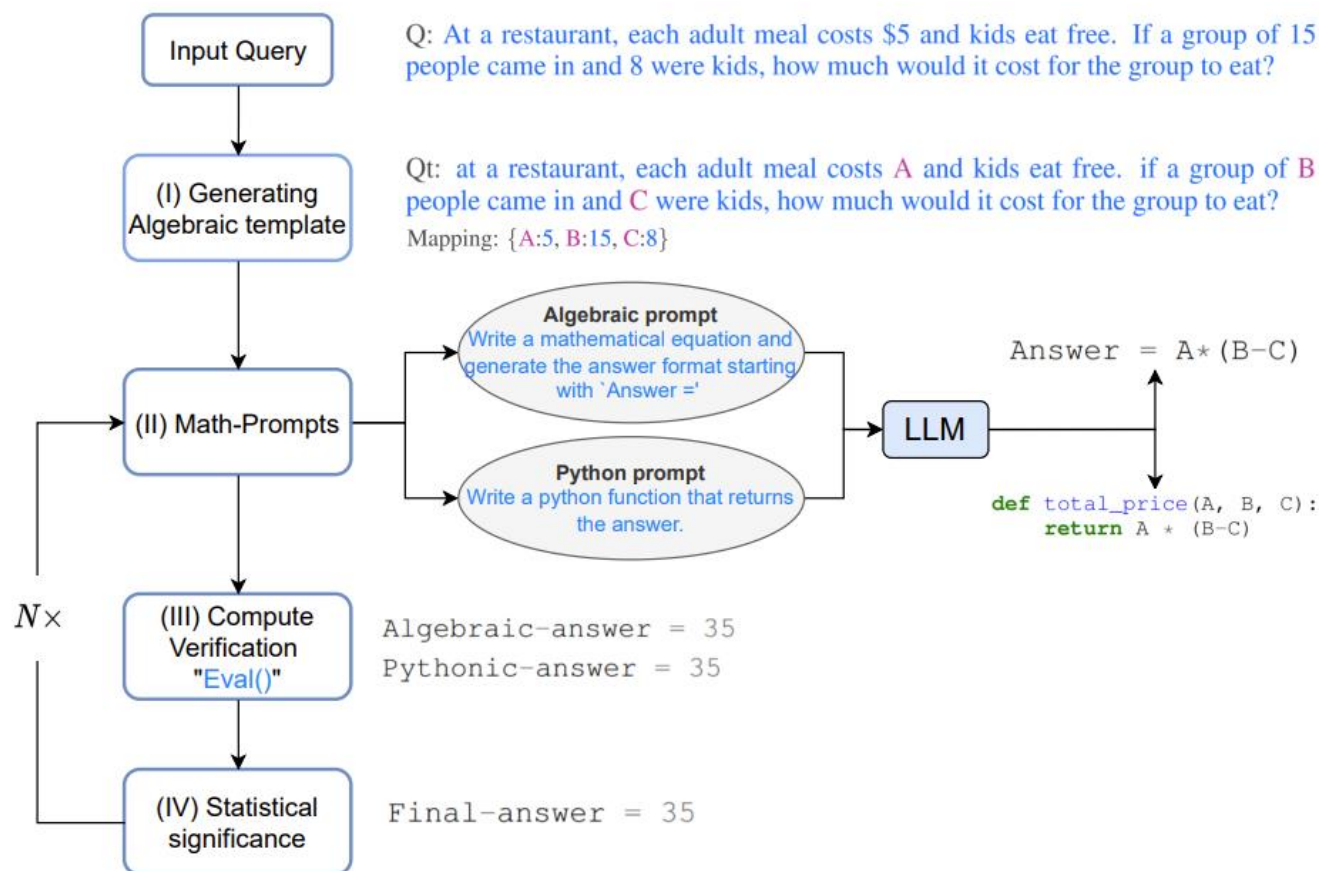 Input Query
Q: At a restaurant, each adult meal costs $5 and kids eat free. If a group of 15
people came in and 8 were kids, how much would it cost for the group to eat?
(I) Generating
Algebraic template
Qt: at a restaurant, each adult meal costs A and kids eat free. if a group of B
people came in and C were kids, how much would it cost for the group to eat?
Mapping: {A:5, B:15, C:8}
(II) Math-Prompts
Algebraic prompt
Write a mathematical equation and
generate the answer format starting
with `Answer ='
Python prompt
Write a python function that returns
the answer.
LLM
Answer = A*(B-C)
def total_price(A, B, C):
    return A * (B-C)
N×
(III) Compute
Verification
"Eval()"
Algebraic-answer = 35
Pythonic-answer = 35
(IV) Statistical
significance
Final-answer = 35